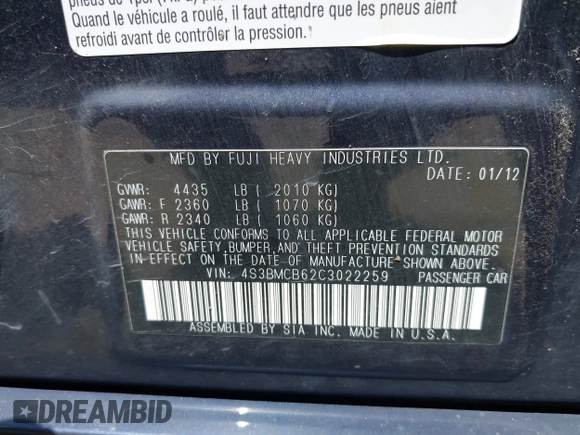 Quand le véhicule a roulé, il faut attendre que les pneus aient
refroidi avant de contrôler la pression.
MFD BY FUJI HEAVY INDUSTRIES LTD.
DATE: 01/12
GVWR: 4435 LB ( 2010 KG)
GAWR: F 2360 LB ( 1070 KG)
GAWR: R 2340 LB ( 1060 KG)
THIS VEHICLE CONFORMS TO ALL APPLICABLE FEDERAL MOTOR
VEHICLE SAFETY, BUMPER, AND THEFT PREVENTION STANDARDS
IN EFFECT ON THE DATE OF MANUFACTURE SHOWN ABOVE.
VIN: 4S3BMCB62C3022259 PASSENGER CAR
ASSEMBLED BY SIA INC. MADE IN U.S.A.
DREAMBID